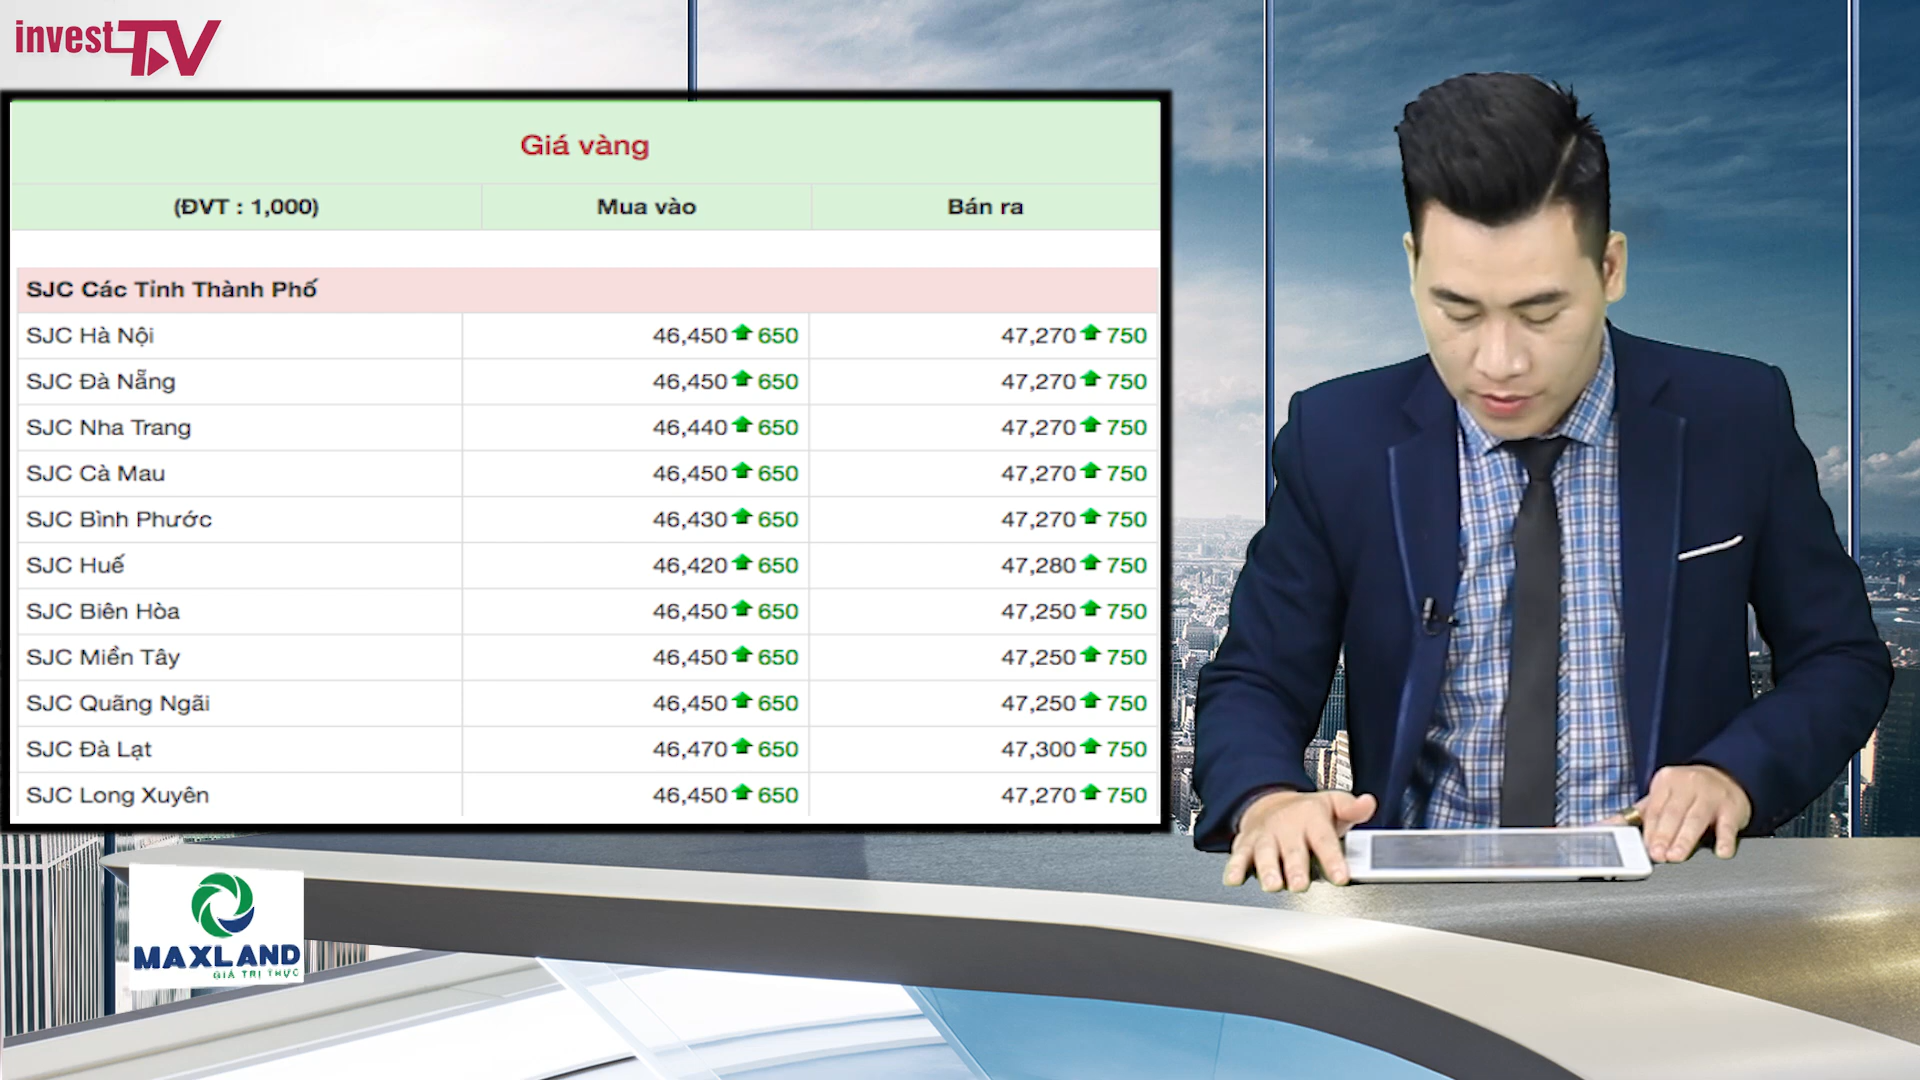 invest TV
Giá vàng
(ĐVT : 1,000) Mua vào Bán ra
SJC Các Tỉnh Thành Phố
SJC Hà Nội 46,450 650 47,270 750
SJC Đà Nẵng 46,450 650 47,270 750
SJC Nha Trang 46,440 650 47,270 750
SJC Cà Mau 46,450 650 47,270 750
SJC Bình Phước 46,430 650 47,270 750
SJC Huế 46,420 650 47,280 750
SJC Biên Hòa 46,450 650 47,250 750
SJC Miền Tây 46,450 650 47,250 750
SJC Quãng Ngãi 46,450 650 47,250 750
SJC Đà Lạt 46,470 650 47,300 750
SJC Long Xuyên 46,450 650 47,270 750
MAXLAND
GIÁ TRỊ THỰC